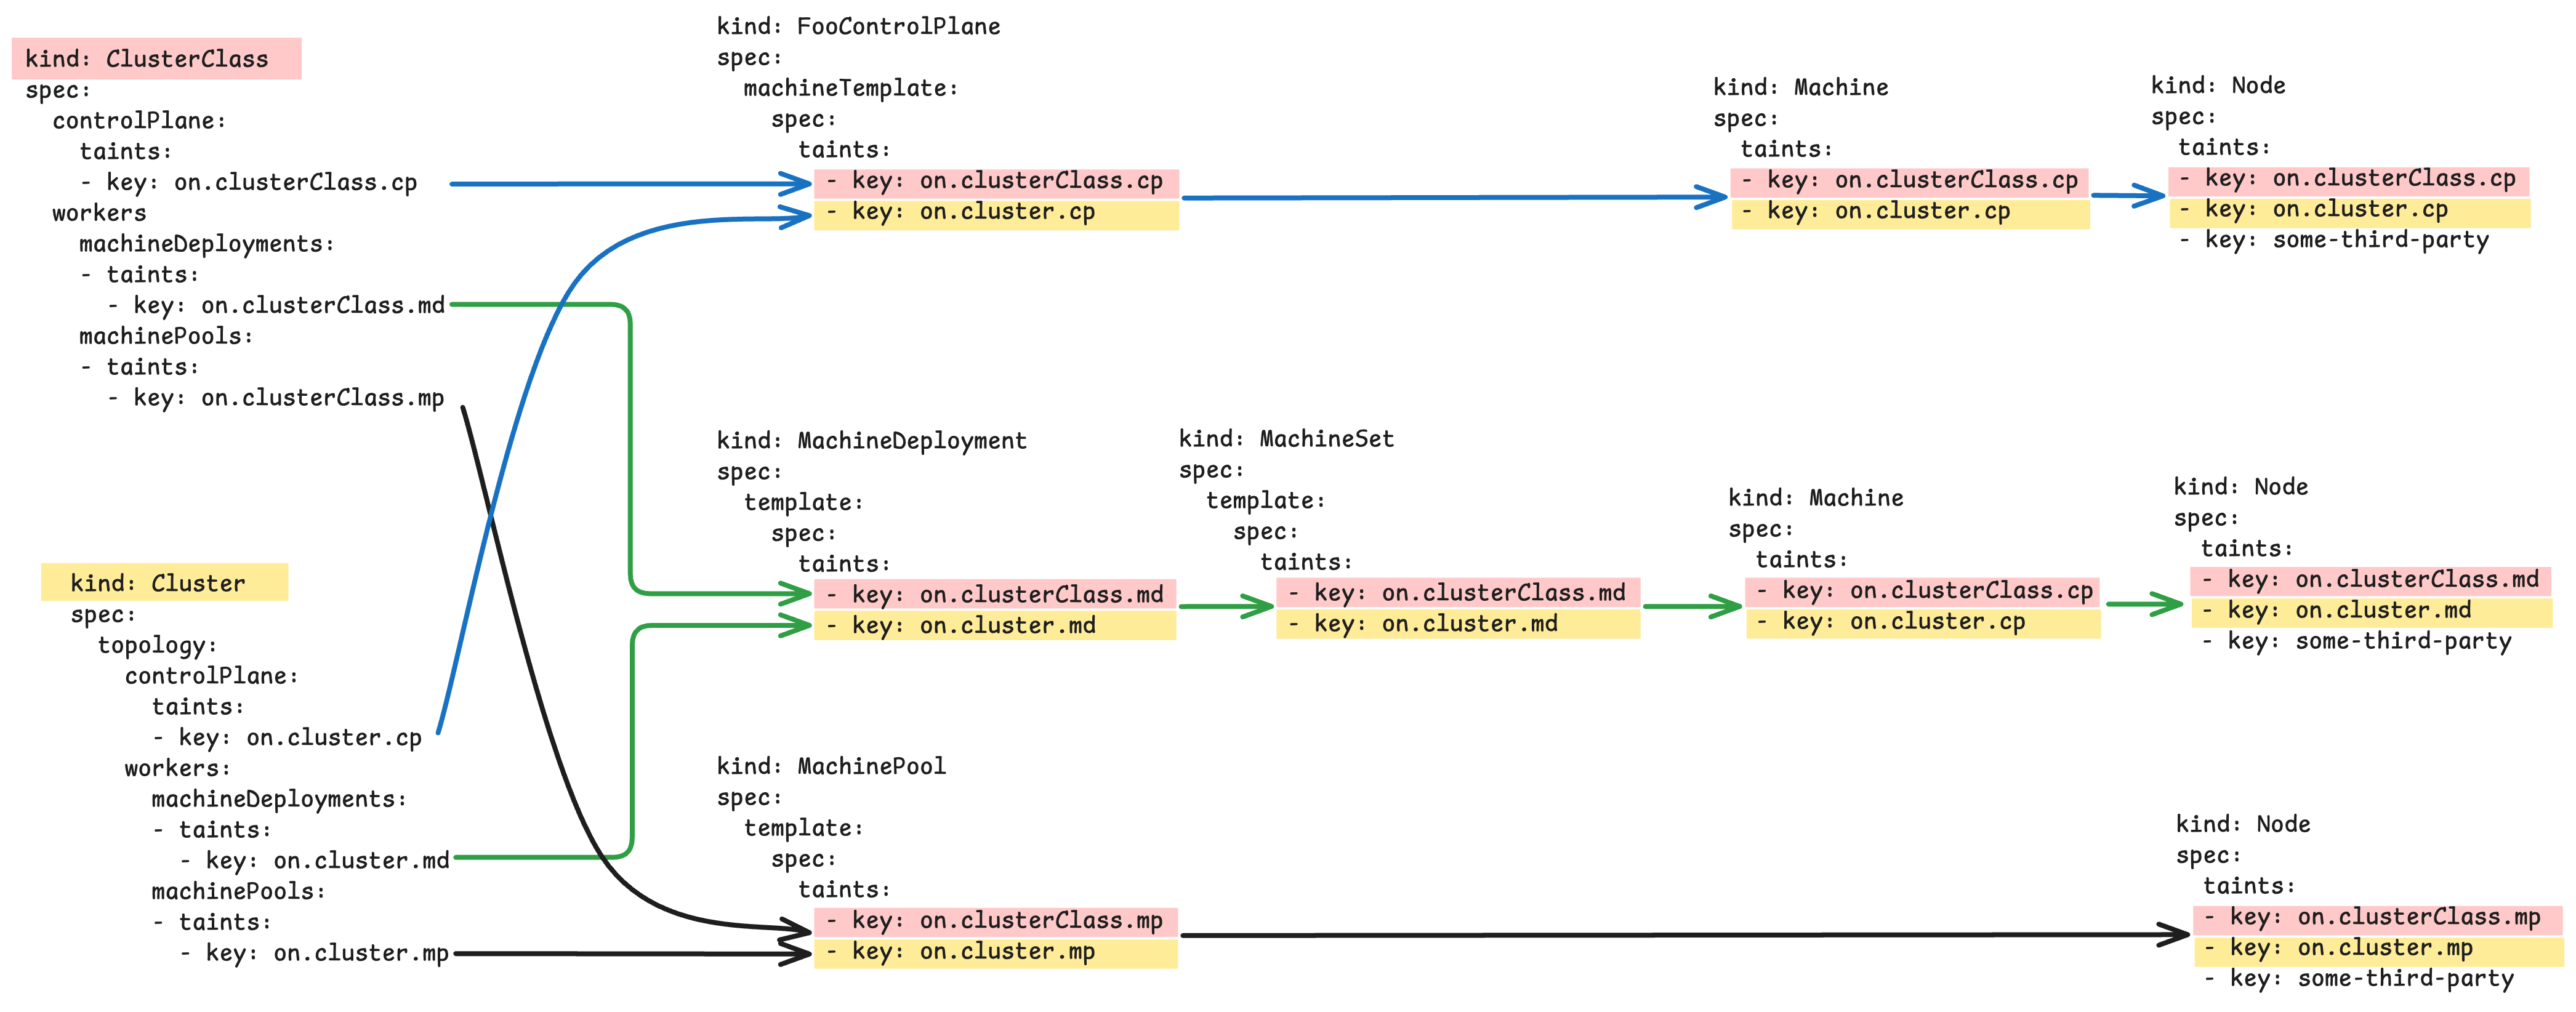 kind: ClusterClass
spec:
controlPlane:
taints:
- key: on.clusterClass.cp
workers
machineDeployments:
- taints:
- key: on.clusterClass.md
machinePools:
- taints:
- key: on.clusterClass.mp
kind: Cluster
spec:
topology:
controlPlane:
taints:
- key: on.cluster.cp
workers:
machineDeployments:
- taints:
- key: on.cluster.md
machinePools:
- taints:
- key: on.cluster.mp
kind: FooControlPlane
spec:
machineTemplate:
spec:
taints:
- key: on.clusterClass.cp
- key: on.cluster.cp
kind: Machine
spec:
taints:
- key: on.clusterClass.cp
- key: on.cluster.cp
kind: Node
spec:
taints:
- key: on.clusterClass.cp
- key: on.cluster.cp
- key: some-third-party
kind: MachineDeployment
spec:
template:
spec:
taints:
- key: on.clusterClass.md
- key: on.cluster.md
kind: MachineSet
spec:
template:
spec:
taints:
- key: on.clusterClass.md
- key: on.cluster.md
kind: Machine
spec:
taints:
- key: on.clusterClass.cp
- key: on.cluster.cp
kind: Node
spec:
taints:
- key: on.clusterClass.md
- key: on.cluster.md
- key: some-third-party
kind: MachinePool
spec:
template:
spec:
taints:
- key: on.clusterClass.mp
- key: on.cluster.mp
kind: Node
spec:
taints:
- key: on.clusterClass.mp
- key: on.cluster.mp
- key: some-third-party